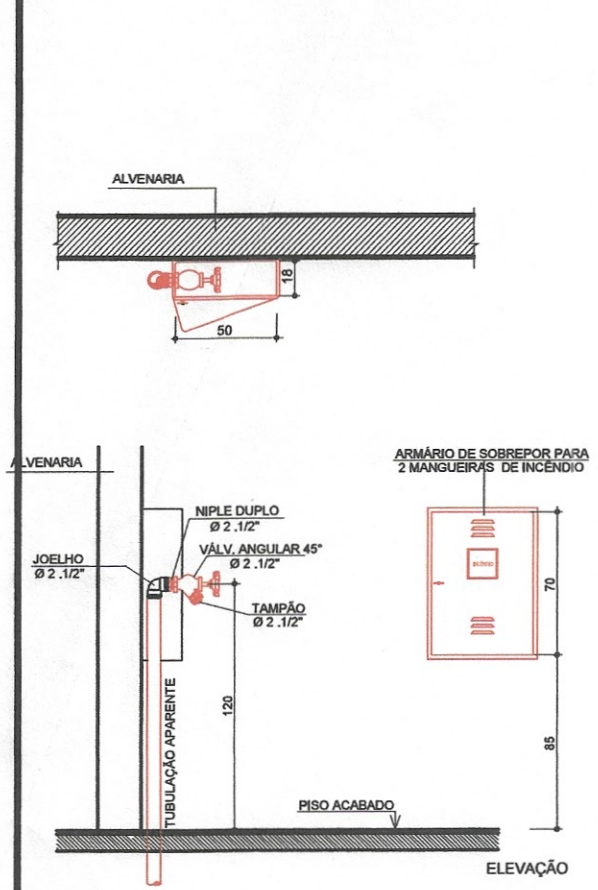 ALVENARIA
18
50
ALVENARIA
ARMÁRIO DE SOBREPOR PARA
2 MANGUEIRAS DE INCÊNDIO
NIPLE DUPLO
Ø 2 .1/2"
JOELHO
Ø 2 .1/2"
VÁLV. ANGULAR 45°
Ø 2 .1/2"
TAMPÃO
Ø 2 .1/2"
70
TUBULAÇÃO APARENTE
120
85
PISO ACABADO
ELEVAÇÃO